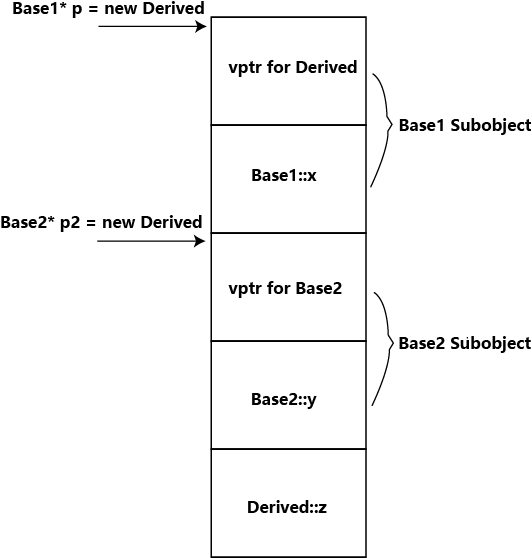 Base1* p = new Derived
vptr for Derived
Base1 Subobject
Base1::x
Base2* p2 = new Derived
vptr for Base2
Base2 Subobject
Base2::y
Derived::z